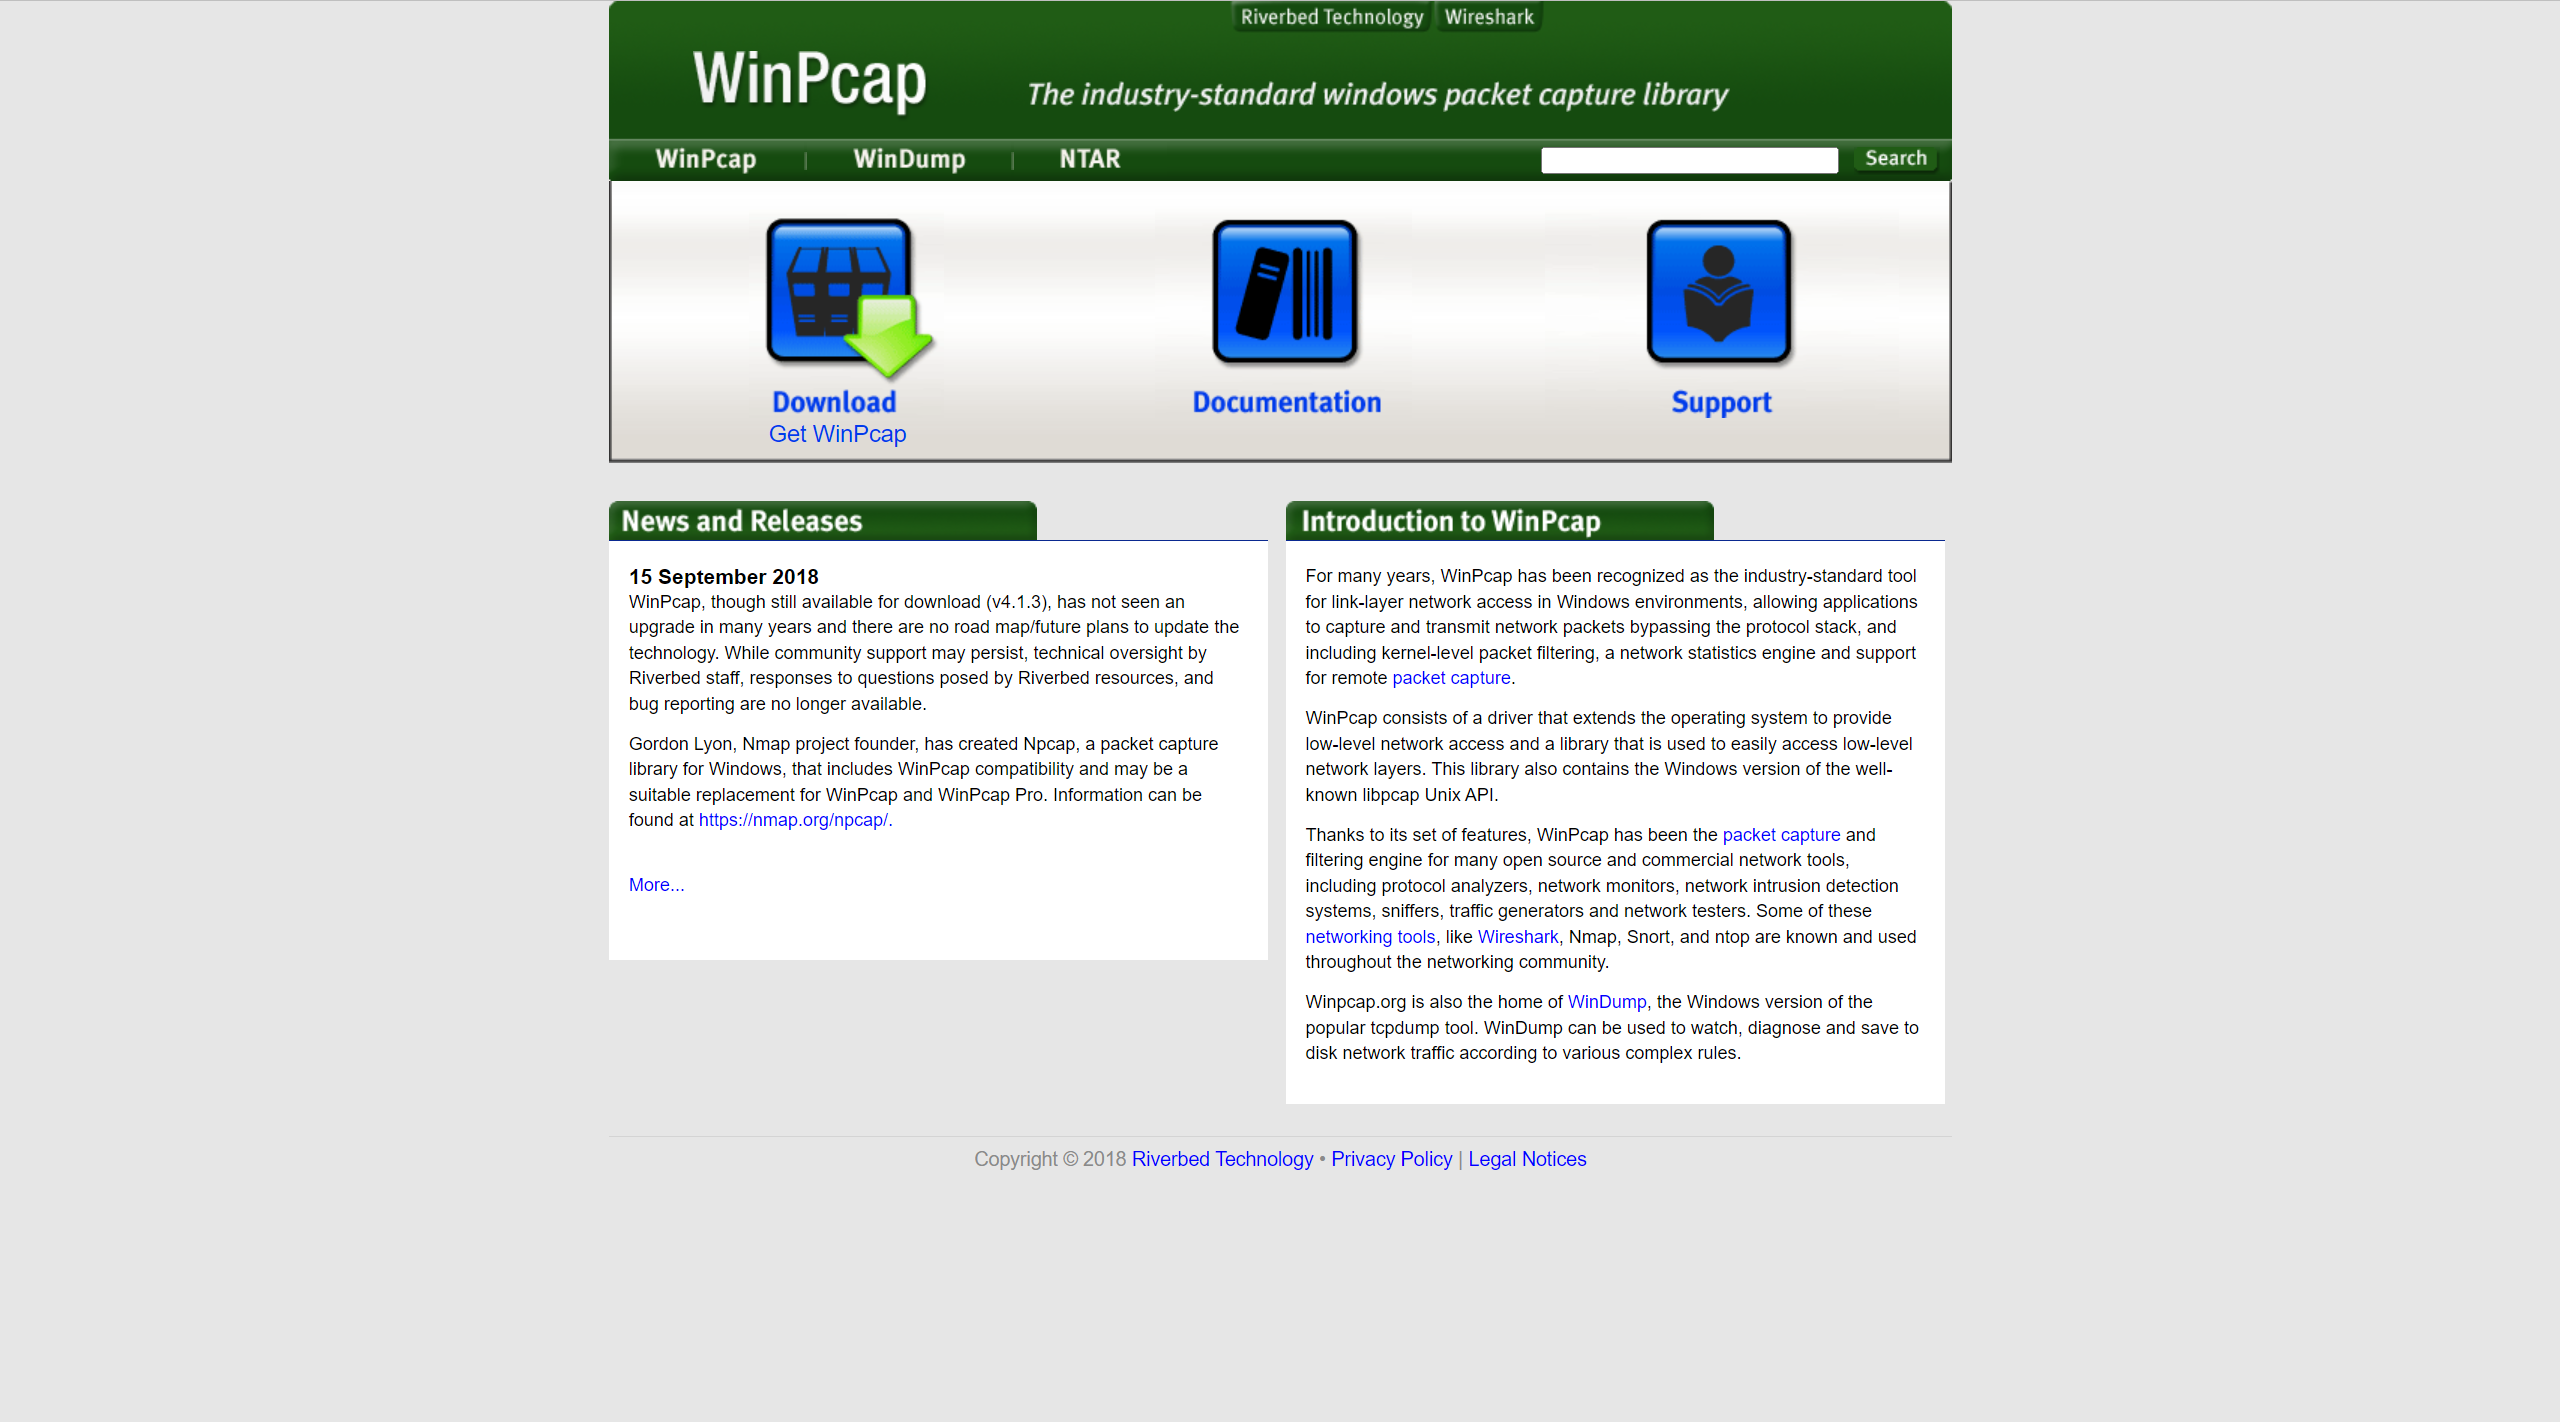 Riverbed Technology
Wireshark
WinPcap
The industry-standard windows packet capture library
WinPcap | WinDump | NTAR
Search
Download
Get WinPcap
Documentation
Support
News and Releases
15 September 2018
WinPcap, though still available for download (v4.1.3), has not seen an
upgrade in many years and there are no road map/future plans to update the
technology. While community support may persist, technical oversight by
Riverbed staff, responses to questions posed by Riverbed resources, and
bug reporting are no longer available.
Gordon Lyon, Nmap project founder, has created Npcap, a packet capture
library for Windows, that includes WinPcap compatibility and may be a
suitable replacement for WinPcap and WinPcap Pro. Information can be
found at https://nmap.org/npcap/.
More...
Introduction to WinPcap
For many years, WinPcap has been recognized as the industry-standard tool
for link-layer network access in Windows environments, allowing applications
to capture and transmit network packets bypassing the protocol stack, and
including kernel-level packet filtering, a network statistics engine and support
for remote packet capture.
WinPcap consists of a driver that extends the operating system to provide
low-level network access and a library that is used to easily access low-level
network layers. This library also contains the Windows version of the well-
known libpcap Unix API.
Thanks to its set of features, WinPcap has been the packet capture and
filtering engine for many open source and commercial network tools,
including protocol analyzers, network monitors, network intrusion detection
systems, sniffers, traffic generators and network testers. Some of these
networking tools, like Wireshark, Nmap, Snort, and ntop are known and used
throughout the networking community.
Winpcap.org is also the home of WinDump, the Windows version of the
popular tcpdump tool. WinDump can be used to watch, diagnose and save to
disk network traffic according to various complex rules.
Copyright © 2018 Riverbed Technology • Privacy Policy | Legal Notices